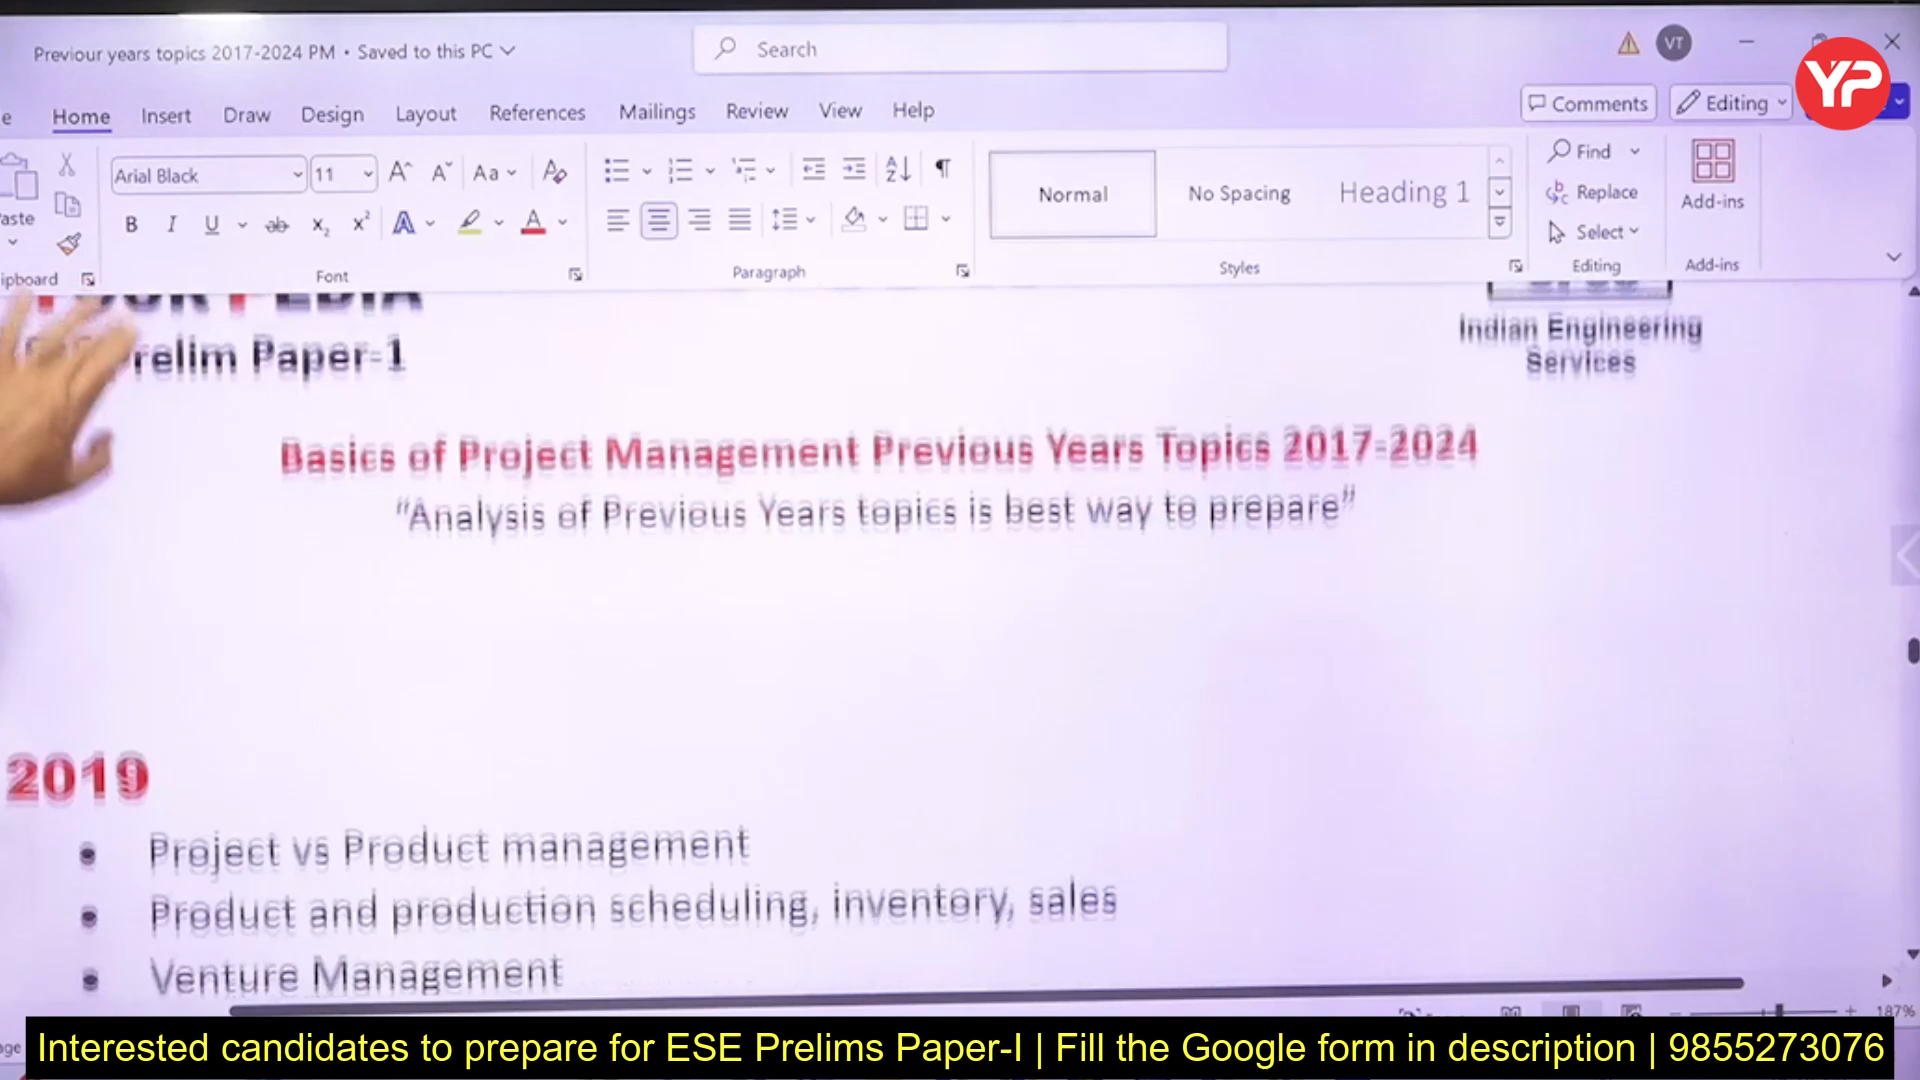 Previour years topics 2017-2024 PM • Saved to this PC
Search
VT
YP
Home Insert Draw Design Layout References Mailings Review View Help
Comments
Editing
Arial Black
11
Aa
Normal
No Spacing
Heading 1
Find
Replace
Select
Add-ins
Font
Paragraph
Styles
Editing
Add-ins
relim Paper-1
Indian Engineering
Services
Basics of Project Management Previous Years Topics 2017-2024
“Analysis of Previous Years topics is best way to prepare”
2019
• Project vs Product management
• Product and production scheduling, inventory, sales
• Venture Management
187%
Interested candidates to prepare for ESE Prelims Paper-I | Fill the Google form in description | 9855273076